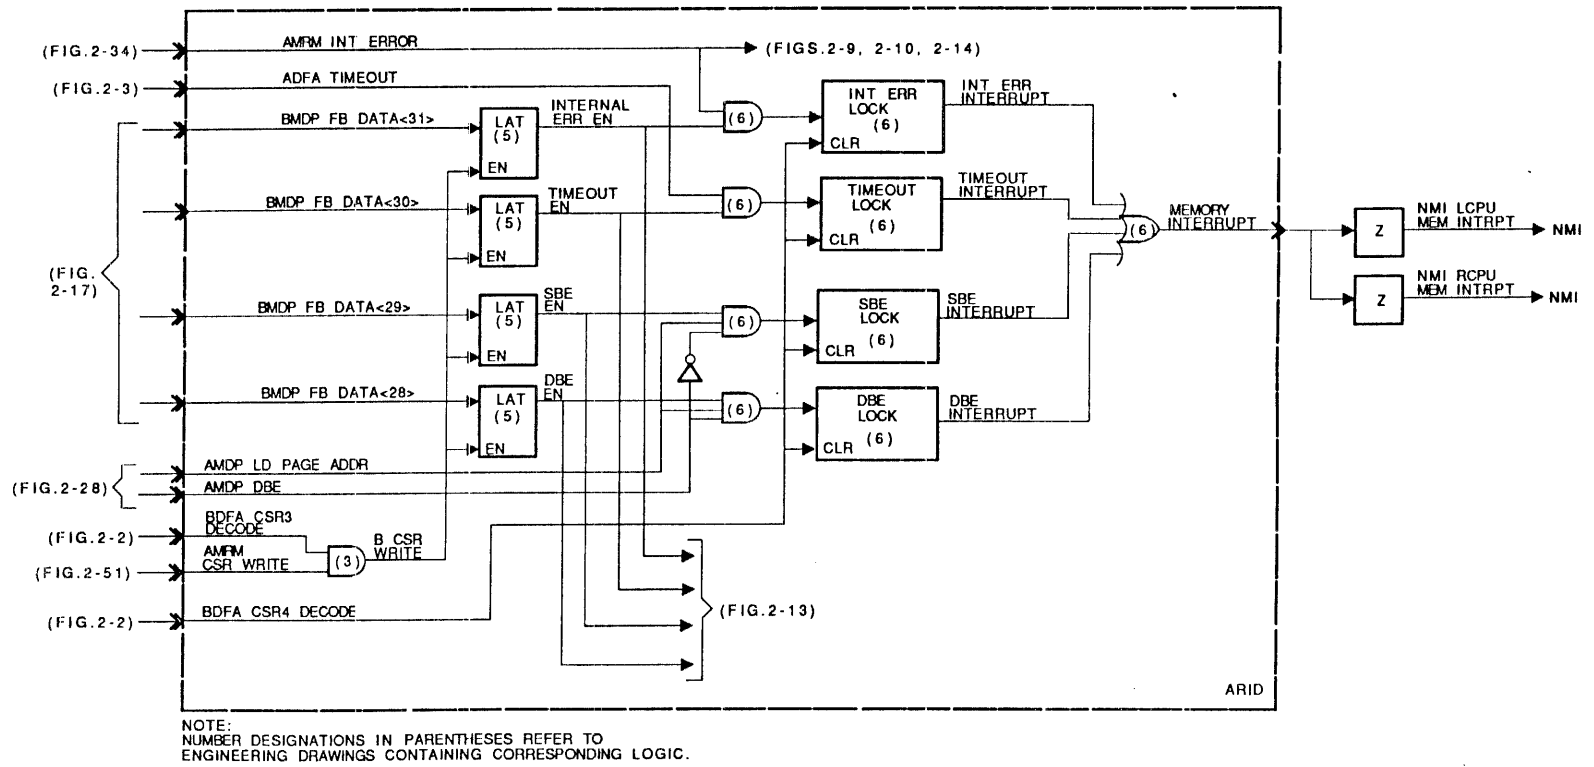 (FIG.2-34)
AMRM INT ERROR
(FIGS.2-9, 2-10, 2-14)
(FIG.2-3)
ADFA TIMEOUT
(FIG.
2-17)
BMDP FB DATA<31>
LAT
(5)
EN
INTERNAL
ERR EN
(6)
INT ERR
LOCK
(6)
CLR
INT ERR
INTERRUPT
BMDP FB DATA<30>
LAT
(5)
EN
TIMEOUT
EN
(6)
TIMEOUT
LOCK
(6)
CLR
TIMEOUT
INTERRUPT
(6)
MEMORY
INTERRUPT
Z
NMI LCPU
MEM INTRPT
NMI
Z
NMI RCPU
MEM INTRPT
NMI
BMDP FB DATA<29>
LAT
(5)
EN
SBE
EN
(6)
SBE
LOCK
(6)
CLR
SBE
INTERRUPT
BMDP FB DATA<28>
LAT
(5)
EN
DBE
EN
(6)
DBE
LOCK
(6)
CLR
DBE
INTERRUPT
(FIG.2-28)
AMDP LD PAGE ADDR
AMDP DBE
(FIG.2-2)
BDFA CSR3
DECODE
(FIG.2-51)
AMRM
CSR WRITE
(3)
B CSR
WRITE
(FIG.2-2)
BDFA CSR4 DECODE
(FIG.2-13)
ARID
NOTE:
NUMBER DESIGNATIONS IN PARENTHESES REFER TO
ENGINEERING DRAWINGS CONTAINING CORRESPONDING LOGIC.